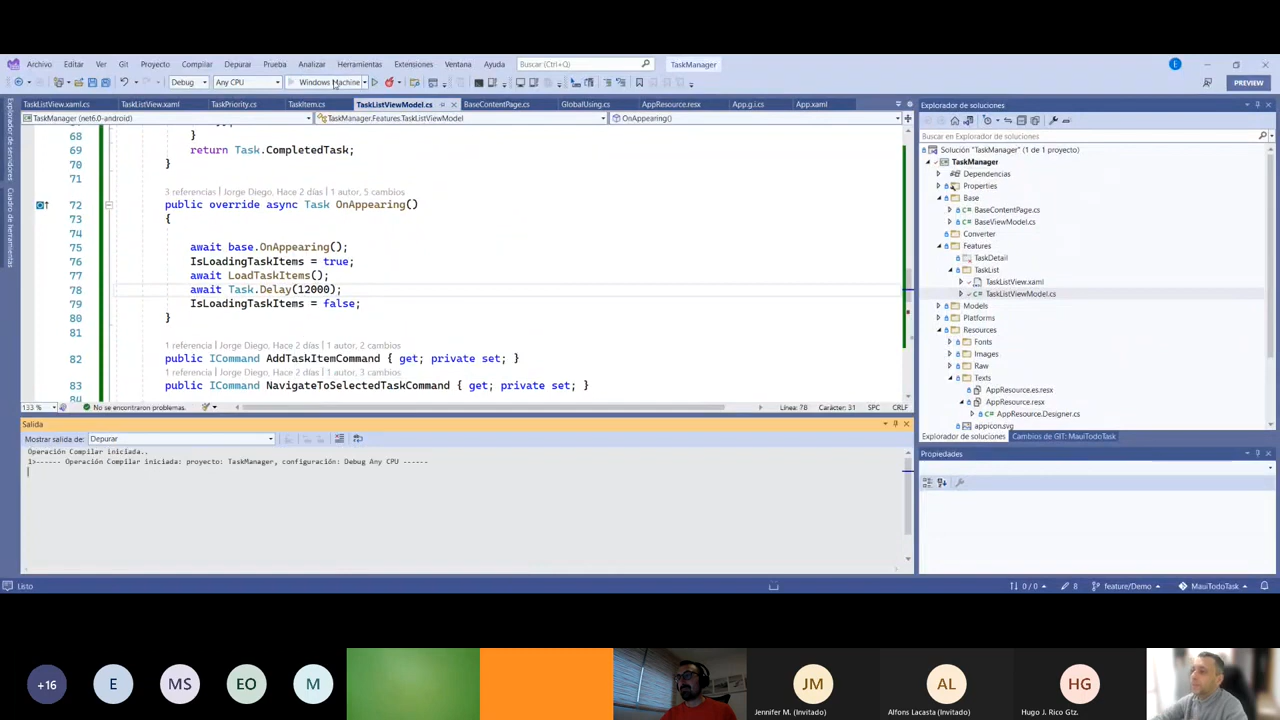 Archivo Editar Ver Git Proyecto Compilar Depurar Prueba Analizar Herramientas Extensiones Ventana Ayuda Buscar (Ctrl+Q) TaskManager E
Debug Any CPU Windows Machine PREVIEW
TaskListView.xaml.cs TaskListView.xaml TaskPriority.cs TaskItem.cs TaskListViewModel.cs BaseContentPage.cs GlobalUsing.cs AppResource.resx App.g.i.cs App.xaml
TaskManager (net6.0-android) TaskManager.Features.TaskListViewModel OnAppearing()
Explorador de servidores
Cuadro de herramientas
68 }
69 return Task.CompletedTask;
70 }
71
3 referencias | Jorge Diego, Hace 2 días | 1 autor, 5 cambios
72 public override async Task OnAppearing()
73 {
74
75 await base.OnAppearing();
76 IsLoadingTaskItems = true;
77 await LoadTaskItems();
78 await Task.Delay(12000);
79 IsLoadingTaskItems = false;
80 }
81
1 referencia | Jorge Diego, Hace 2 días | 1 autor, 2 cambios
82 public ICommand AddTaskItemCommand { get; private set; }
1 referencia | Jorge Diego, Hace 2 días | 1 autor, 3 cambios
83 public ICommand NavigateToSelectedTaskCommand { get; private set; }
133 % No se encontraron problemas. Línea: 78 Carácter: 31 SPC CRLF
Salida
Mostrar salida de: Depurar
Operación Compilar iniciada..
1>------ Operación Compilar iniciada: proyecto: TaskManager, configuración: Debug Any CPU ------
Explorador de soluciones
Buscar en Explorador de soluciones
Solución "TaskManager" (1 de 1 proyecto)
TaskManager
Dependencias
Properties
Base
BaseContentPage.cs
BaseViewModel.cs
Converter
Features
TaskDetail
TaskList
TaskListView.xaml
TaskListViewModel.cs
Models
Platforms
Resources
Fonts
Images
Raw
Texts
AppResource.es.resx
AppResource.resx
AppResource.Designer.cs
appicon.svg
Explorador de soluciones Cambios de GIT: MauiTodoTask
Propiedades
Listo 0 / 0 8 feature/Demo MauiTodoTask
+16 E MS EO M JM AL HG
Jennifer M. (Invitado) Alfons Lacasta (Invitado) Hugo J. Rico Gtz.